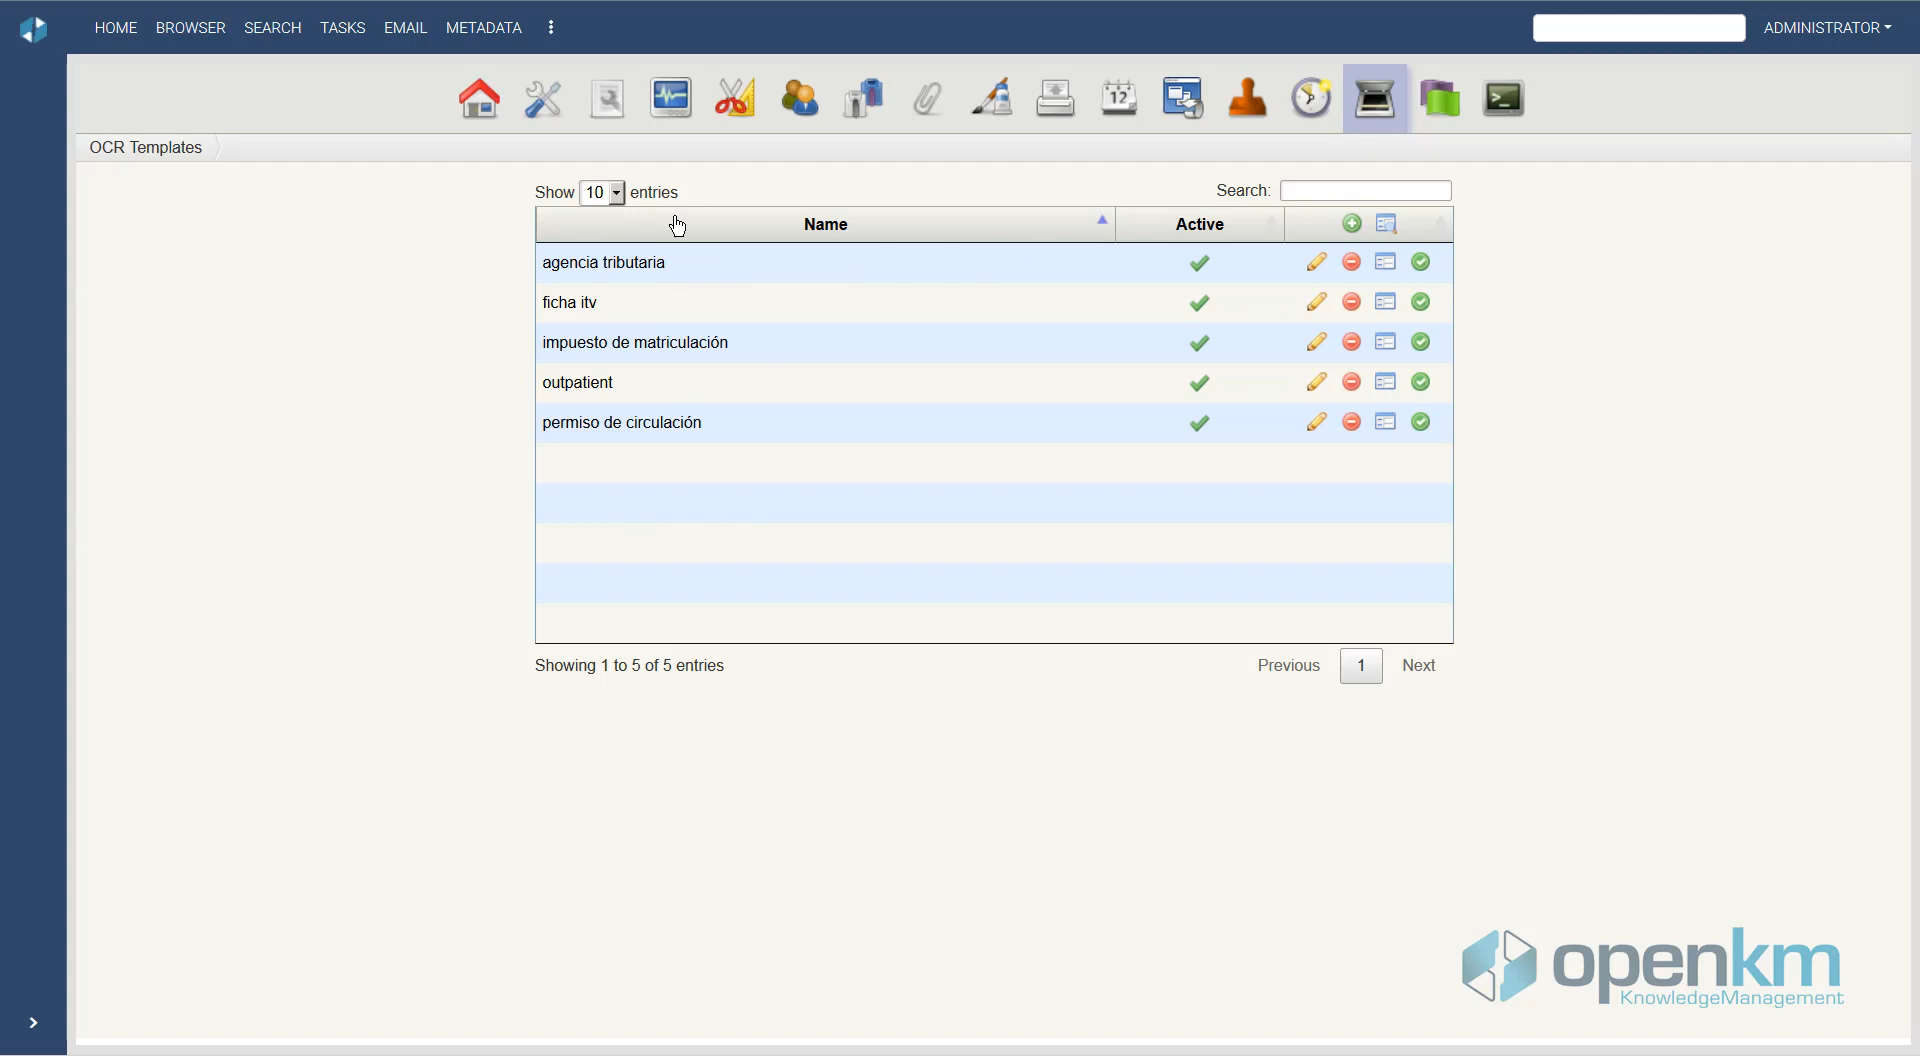 HOME BROWSER SEARCH TASKS EMAIL METADATA ADMINISTRATOR
12
OCR Templates
Show 10 entries Search:
Name Active
agencia tributaria
ficha itv
impuesto de matriculación
outpatient
permiso de circulación
Showing 1 to 5 of 5 entries Previous 1 Next
openkm
KnowledgeManagement